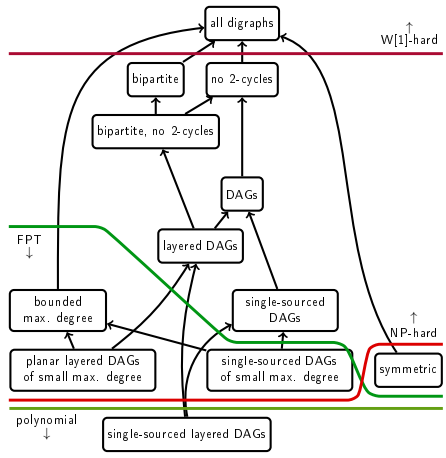 all digraphs
↑
W[1]-hard
bipartite
no 2-cycles
bipartite, no 2-cycles
DAGs
FPT
↓
layered DAGs
bounded
max. degree
single-sourced
DAGs
↑
NP-hard
planar layered DAGs
of small max. degree
single-sourced DAGs
of small max. degree
symmetric
polynomial
↓
single-sourced layered DAGs